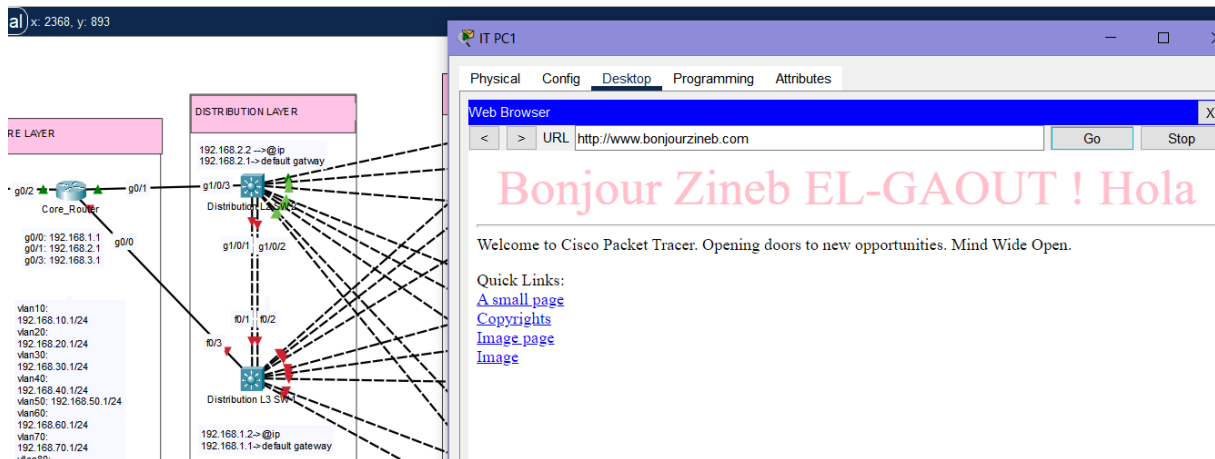 al x: 2368, y: 893
IT PC1
Physical Config Desktop Programming Attributes
Web Browser X
< > URL http://www.bonjourzineb.com Go Stop
Bonjour Zineb EL-GAOUT ! Hola
Welcome to Cisco Packet Tracer. Opening doors to new opportunities. Mind Wide Open.
Quick Links:
A small page
Copyrights
Image page
Image
RE LAYER
g0/2
g0/1
Core_Router
g0/0: 192.168.1.1
g0/1: 192.168.2.1
g0/3: 192.168.3.1
g0/0
vlan10:
192.168.10.1/24
vlan20:
192.168.20.1/24
vlan30:
192.168.30.1/24
vlan40:
192.168.40.1/24
vlan50: 192.168.50.1/24
vlan60:
192.168.60.1/24
vlan70:
192.168.70.1/24
DISTRIBUTION LAYER
192.168.2.2 -->@ip
192.168.2.1-> default gatway
g1/0/3
Distribution
g1/0/1 g1/0/2
f0/1 f0/2
f0/3
Distribution L3 SW
192.168.1.2-> @ip
192.168.1.1-> default gateway